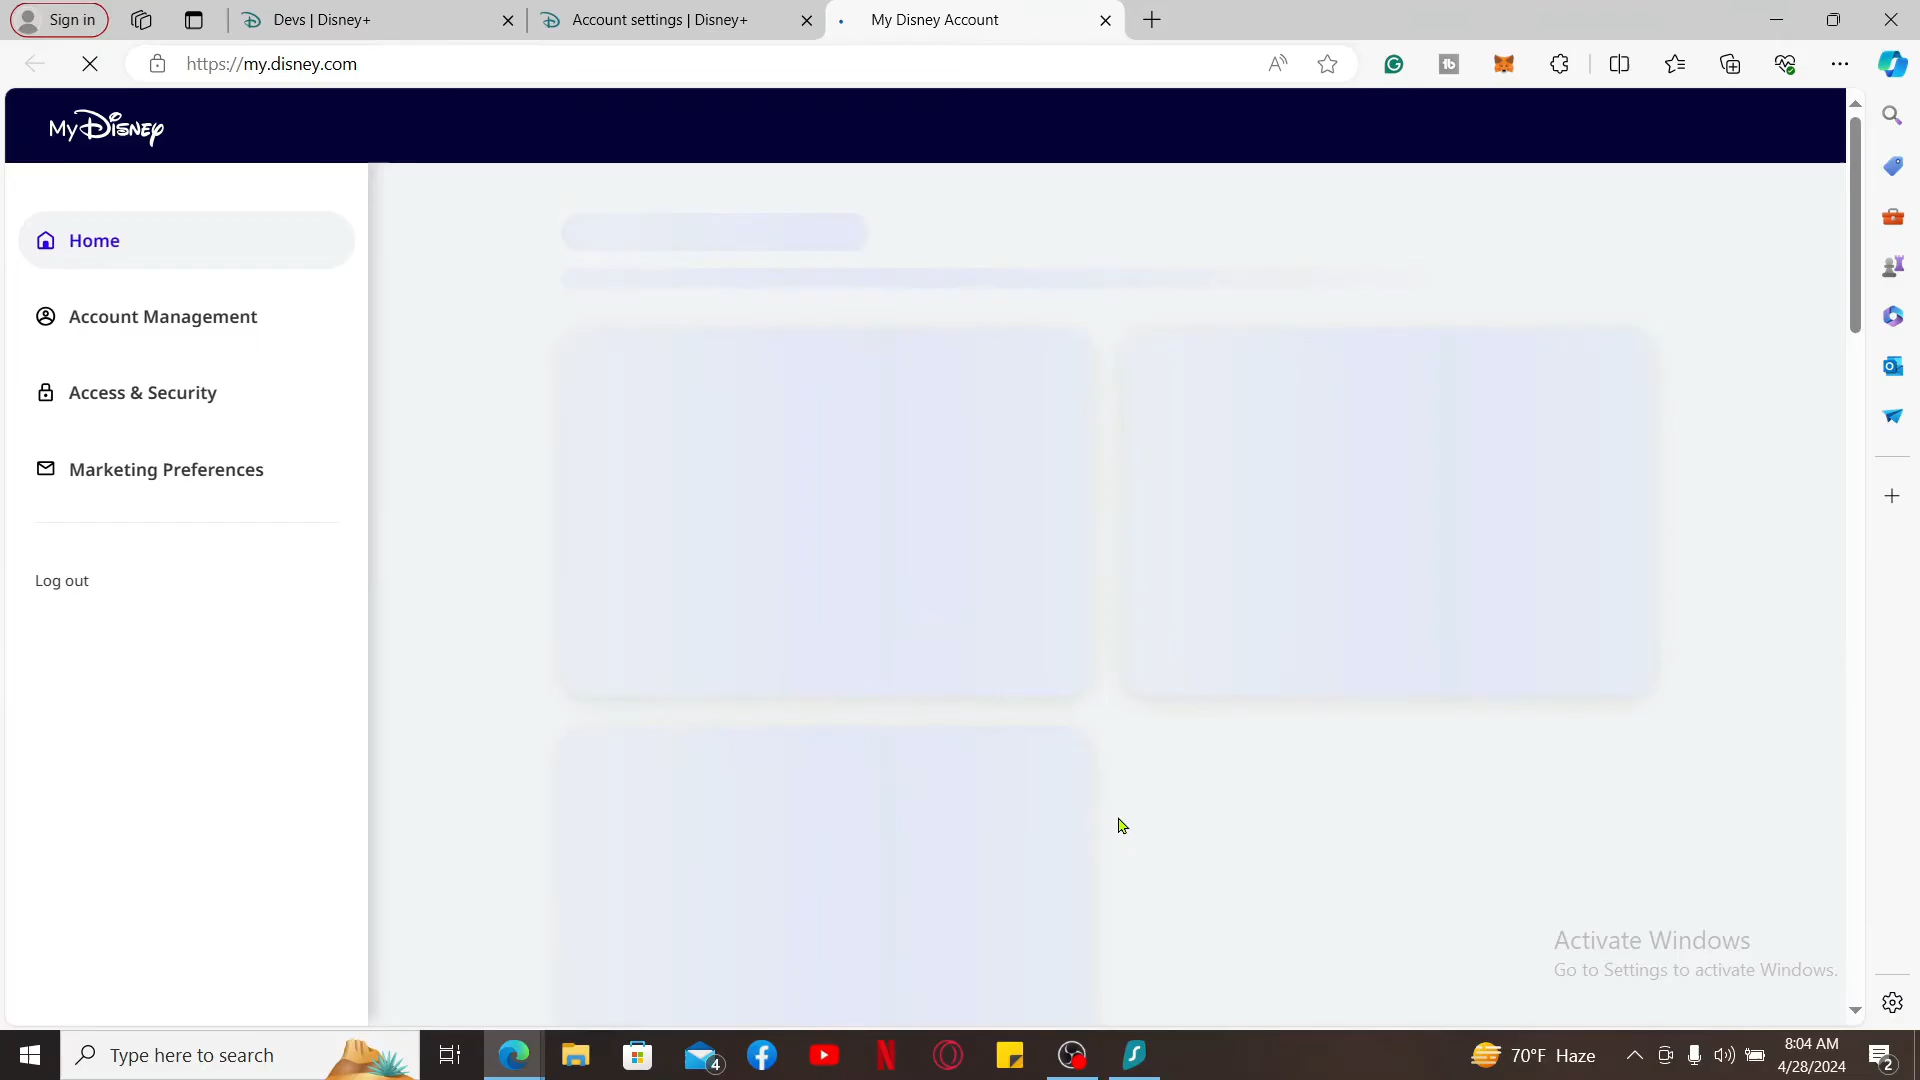 Sign in
Devs | Disney+
Account settings | Disney+
My Disney Account
https://my.disney.com
My Disney
Home
Account Management
Access & Security
Marketing Preferences
Log out
Activate Windows
Go to Settings to activate Windows.
Type here to search
4
70°F Haze
8:04 AM
4/28/2024
2